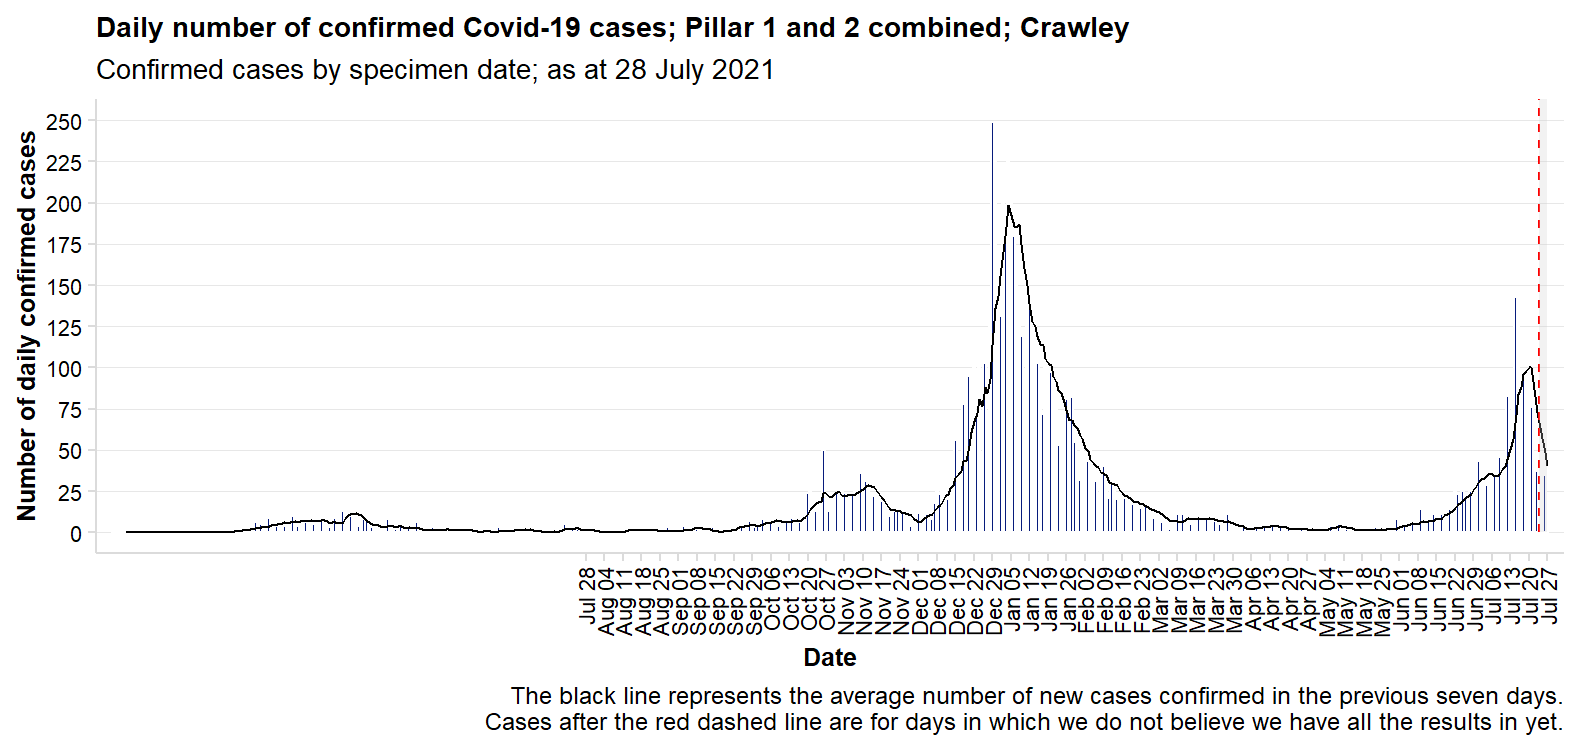 Daily number of confirmed Covid-19 cases; Pillar 1 and 2 combined; Crawley
Confirmed cases by specimen date; as at 28 July 2021
Number of daily confirmed cases
250
225
200
175
150
125
100
75
50
25
0
Jul 28
Aug 04
Aug 11
Aug 18
Aug 25
Sep 01
Sep 08
Sep 15
Sep 22
Sep 29
Oct 06
Oct 13
Oct 20
Oct 27
Nov 03
Nov 10
Nov 17
Nov 24
Dec 01
Dec 08
Dec 15
Dec 22
Dec 29
Jan 05
Jan 12
Jan 19
Jan 26
Feb 02
Feb 09
Feb 16
Feb 23
Mar 02
Mar 09
Mar 16
Mar 23
Mar 30
Apr 06
Apr 13
Apr 20
Apr 27
May 04
May 11
May 18
May 25
Jun 01
Jun 08
Jun 15
Jun 22
Jun 29
Jul 06
Jul 13
Jul 20
Jul 27
Date
The black line represents the average number of new cases confirmed in the previous seven days.
Cases after the red dashed line are for days in which we do not believe we have all the results in yet.